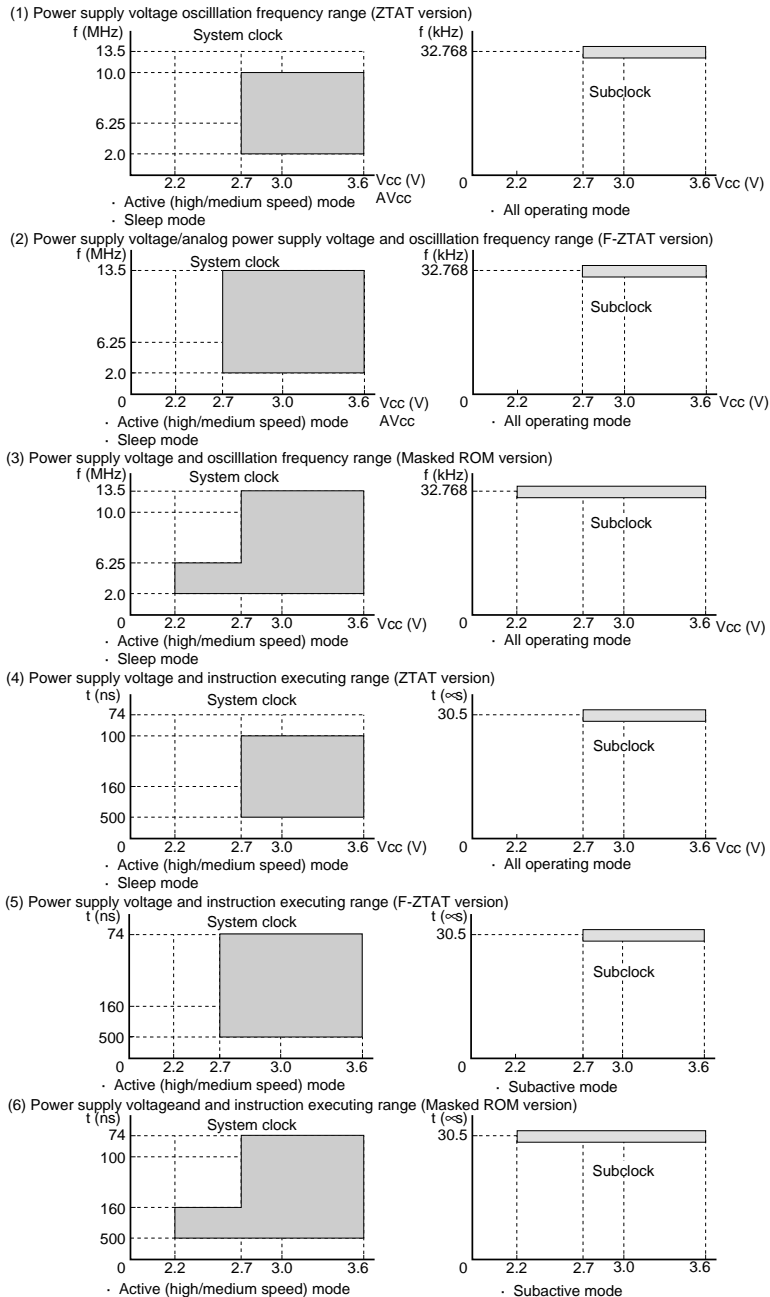 (1) Power supply voltage oscilllation frequency range (ZTAT version)
f (MHz)
System clock
13.5
10.0
6.25
2.0
0
2.2
2.7
3.0
3.6
Vcc (V)
AVcc
· Active (high/medium speed) mode
· Sleep mode
f (kHz)
32.768
Subclock
0
2.2
2.7
3.0
3.6
Vcc (V)
· All operating mode
(2) Power supply voltage/analog power supply voltage and oscilllation frequency range (F-ZTAT version)
f (MHz)
System clock
13.5
6.25
2.0
0
2.2
2.7
3.0
3.6
Vcc (V)
AVcc
· Active (high/medium speed) mode
· Sleep mode
f (kHz)
32.768
Subclock
0
2.2
2.7
3.0
3.6
Vcc (V)
· All operating mode
(3) Power supply voltage and oscilllation frequency range (Masked ROM version)
f (MHz)
System clock
13.5
10.0
6.25
2.0
0
2.2
2.7
3.0
3.6
Vcc (V)
· Active (high/medium speed) mode
· Sleep mode
f (kHz)
32.768
Subclock
0
2.2
2.7
3.0
3.6
Vcc (V)
· All operating mode
(4) Power supply voltage and instruction executing range (ZTAT version)
t (ns)
System clock
74
100
160
500
0
2.2
2.7
3.0
3.6
Vcc (V)
· Active (high/medium speed) mode
· Sleep mode
t (∝s)
30.5
Subclock
0
2.2
2.7
3.0
3.6
Vcc (V)
· All operating mode
(5) Power supply voltage and instruction executing range (F-ZTAT version)
t (ns)
System clock
74
160
500
0
2.2
2.7
3.0
3.6
· Active (high/medium speed) mode
t (∝s)
30.5
Subclock
0
2.2
2.7
3.0
3.6
· Subactive mode
(6) Power supply voltageand and instruction executing range (Masked ROM version)
t (ns)
System clock
74
100
160
500
0
2.2
2.7
3.0
3.6
· Active (high/medium speed) mode
t (∝s)
30.5
Subclock
0
2.2
2.7
3.0
3.6
· Subactive mode